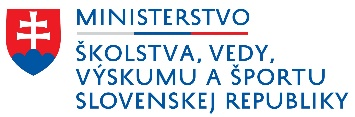 MINISTERSTVO
ŠKOLSTVA, VEDY,
VÝSKUMU A ŠPORTU
SLOVENSKEJ REPUBLIKY